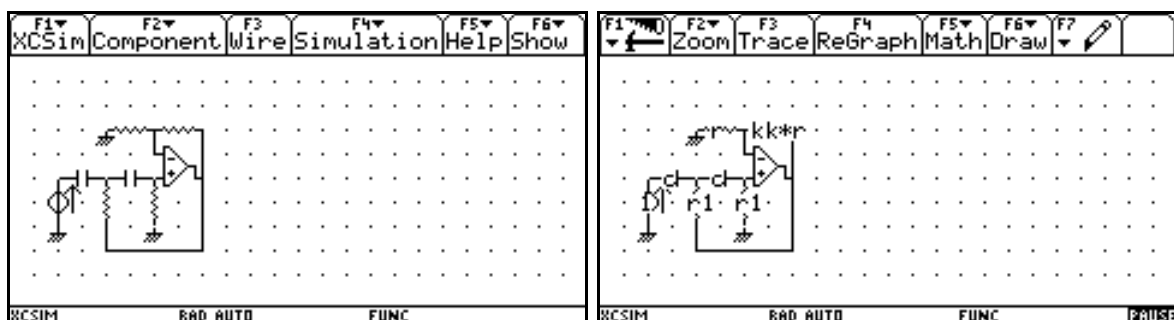 F1 F2 F3 F4 F5 F6
XCSim Component Wire Simulation Help Show
XCSIM RAD AUTO FUNC
F1 F2 F3 F4 F5 F6 F7
Zoom Trace ReGraph Math Draw
r kk*r
c c
r1 r1
XCSIM RAD AUTO FUNC PAUSE